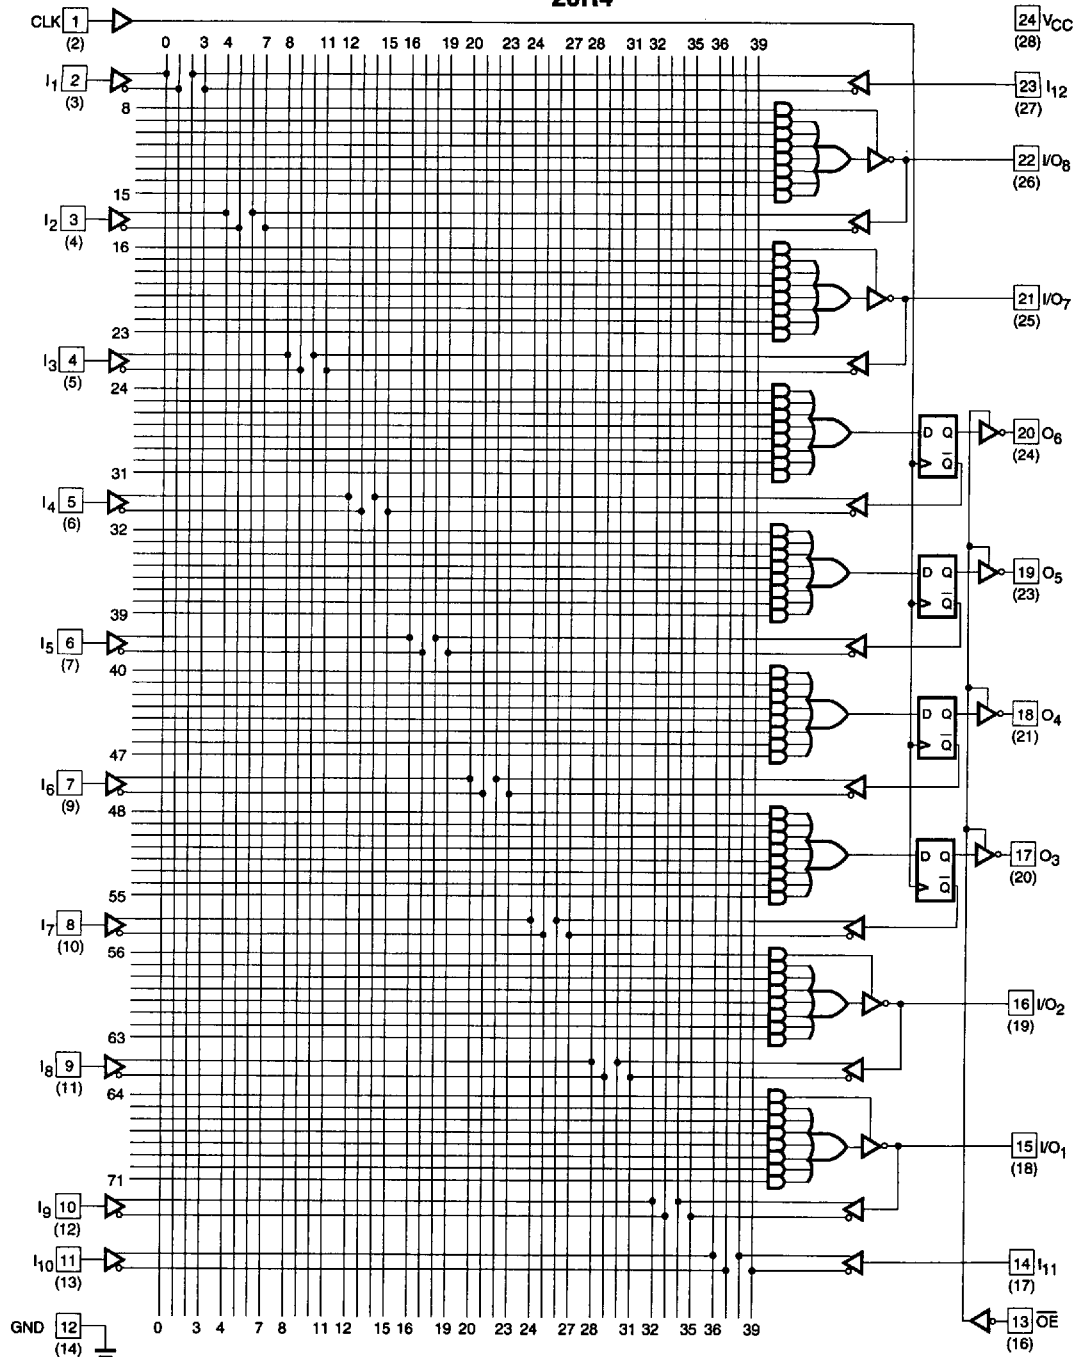 CLK 1 (2)
24 VCC (28)
0 3 4 7 8 11 12 15 16 19 20 23 24 27 28 31 32 35 36 39
I1 2 (3)
23 I12 (27)
8
22 I/O8 (26)
15
I2 3 (4)
16
21 I/O7 (25)
23
I3 4 (5)
24
D Q
Q̅
20 O6 (24)
31
I4 5 (6)
32
D Q
Q̅
19 O5 (23)
39
I5 6 (7)
40
D Q
Q̅
18 O4 (21)
47
I6 7 (9)
48
D Q
Q̅
17 O3 (20)
55
I7 8 (10)
56
16 I/O2 (19)
63
I8 9 (11)
64
15 I/O1 (18)
71
I9 10 (12)
I10 11 (13)
14 I11 (17)
GND 12 (14)
0 3 4 7 8 11 12 15 16 19 20 23 24 27 28 31 32 35 36 39
13 O̅E̅ (16)